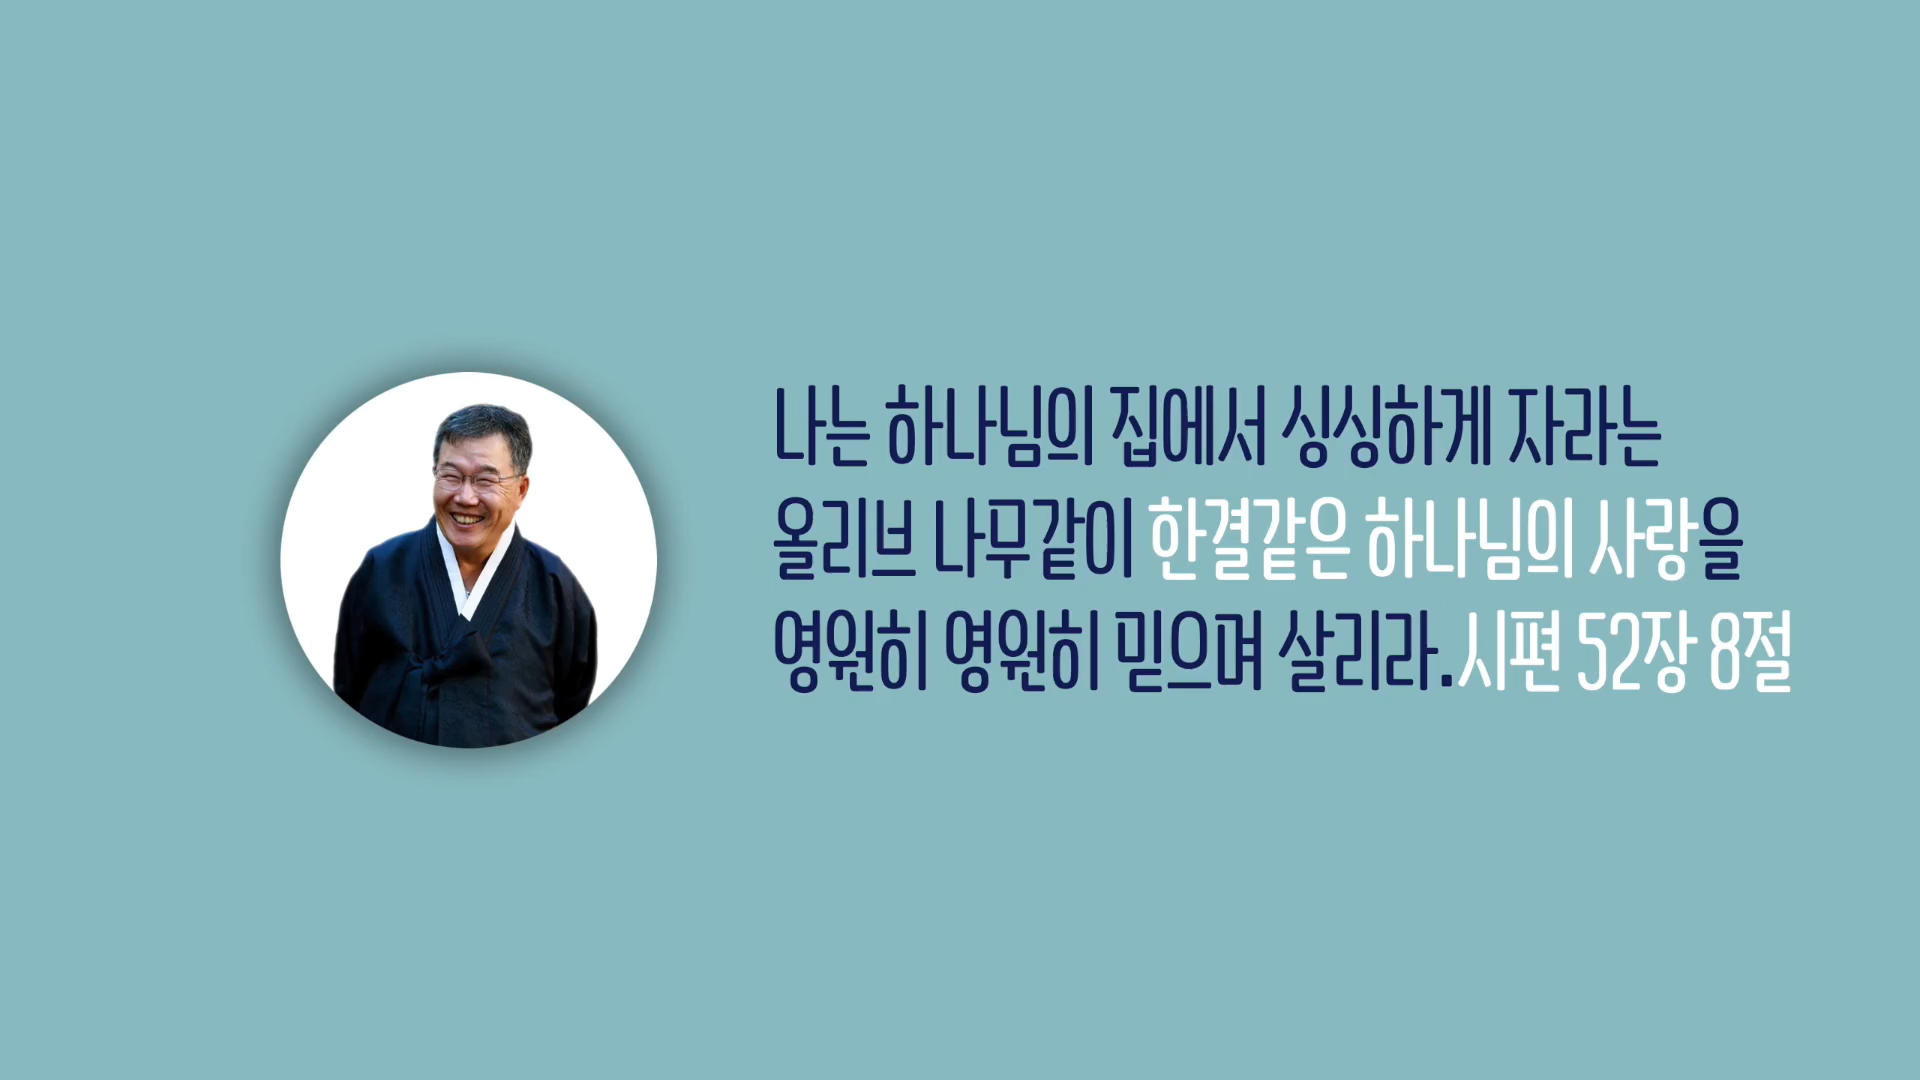 나는 하나님의 집에서 싱싱하게 자라는
올리브 나무같이 한결같은 하나님의 사랑을
영원히 영원히 믿으며 살리라.시편 52장 8절